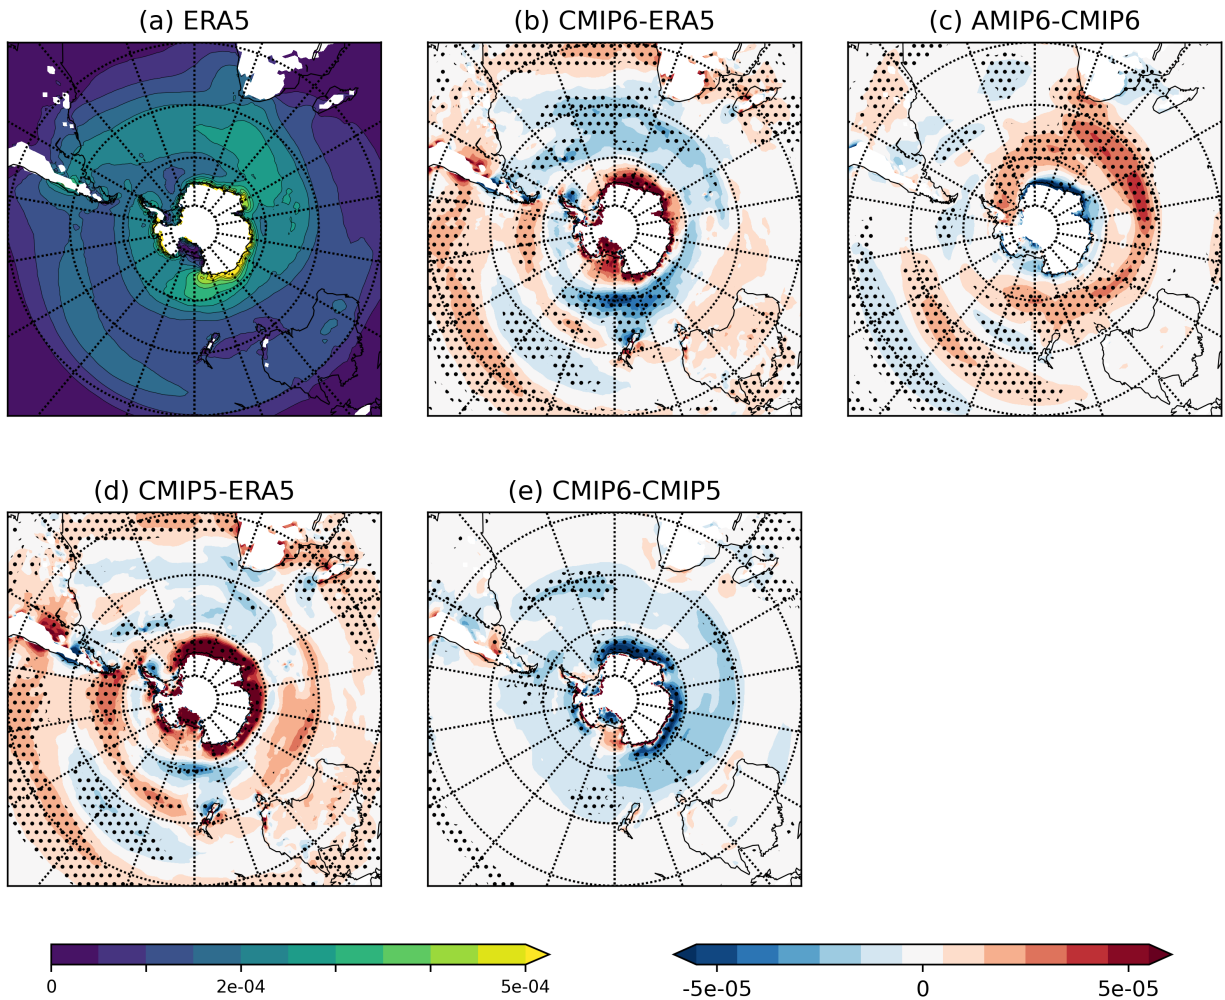 (a) ERA5
(b) CMIP6-ERA5
(c) AMIP6-CMIP6
(d) CMIP5-ERA5
(e) CMIP6-CMIP5
0 2e-04 5e-04
-5e-05 0 5e-05